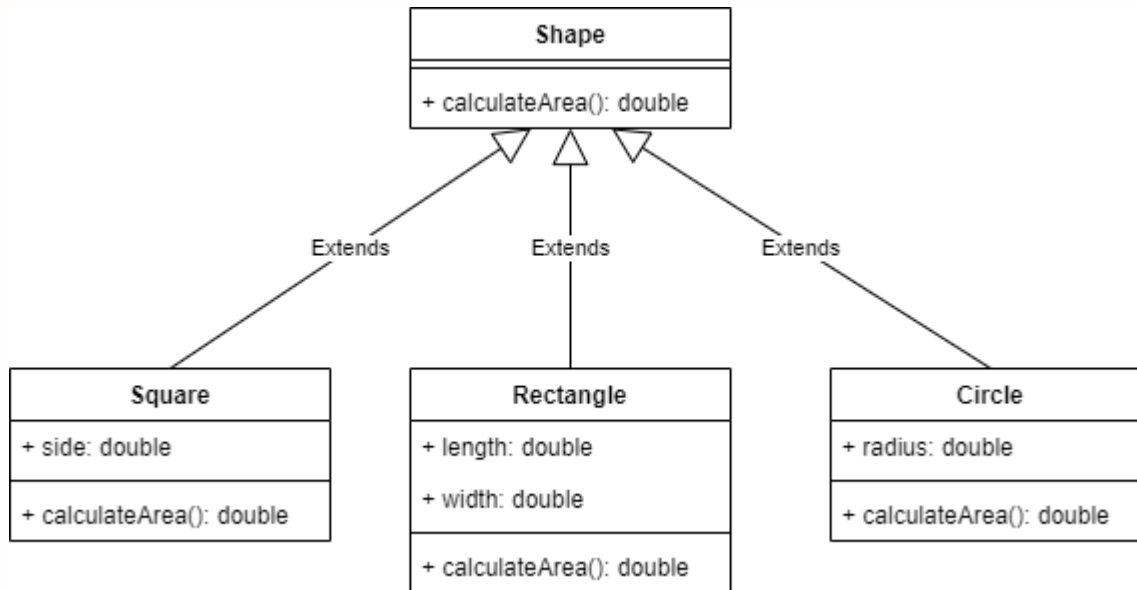 Shape
+ calculateArea(): double
Extends
Extends
Extends
Square
+ side: double
+ calculateArea(): double
Rectangle
+ length: double
+ width: double
+ calculateArea(): double
Circle
+ radius: double
+ calculateArea(): double